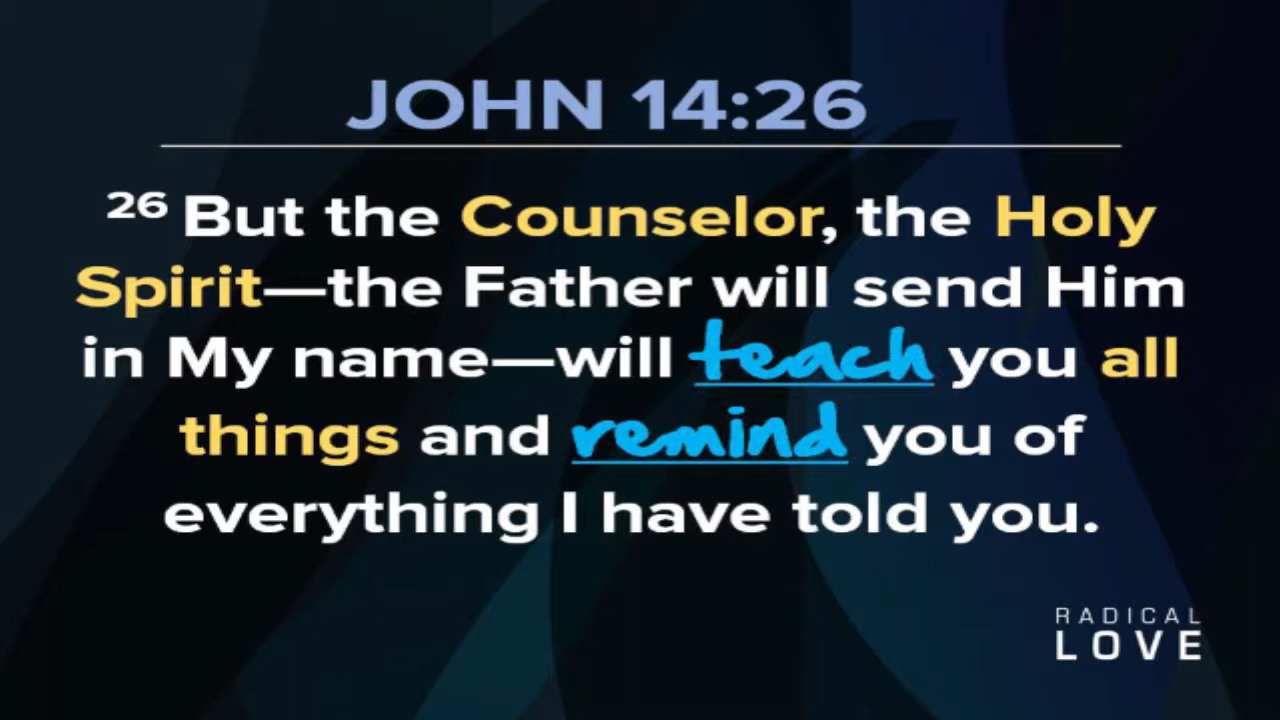 JOHN 14:26
26 But the Counselor, the Holy
Spirit—the Father will send Him
in My name—will teach you all
things and remind you of
everything I have told you.
RADICAL
LOVE